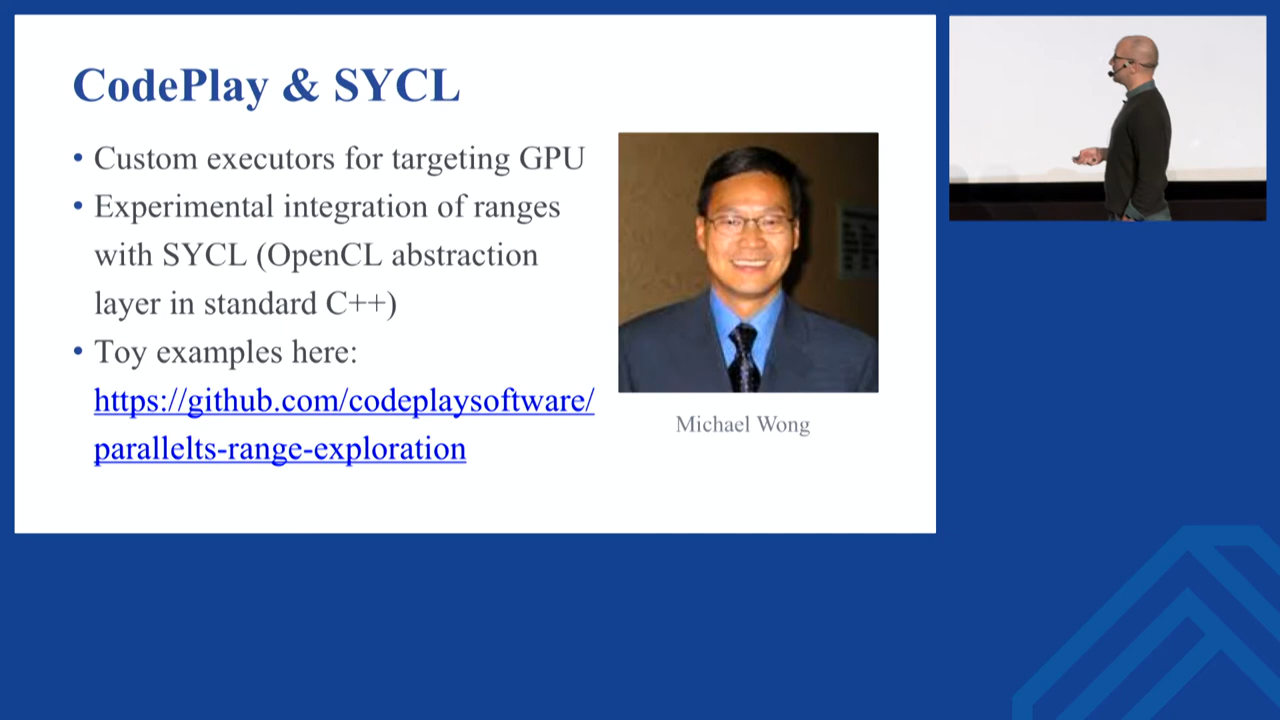 CodePlay & SYCL
• Custom executors for targeting GPU
• Experimental integration of ranges
with SYCL (OpenCL abstraction
layer in standard C++)
• Toy examples here:
https://github.com/codeplaysoftware/
parallelts-range-exploration
Michael Wong